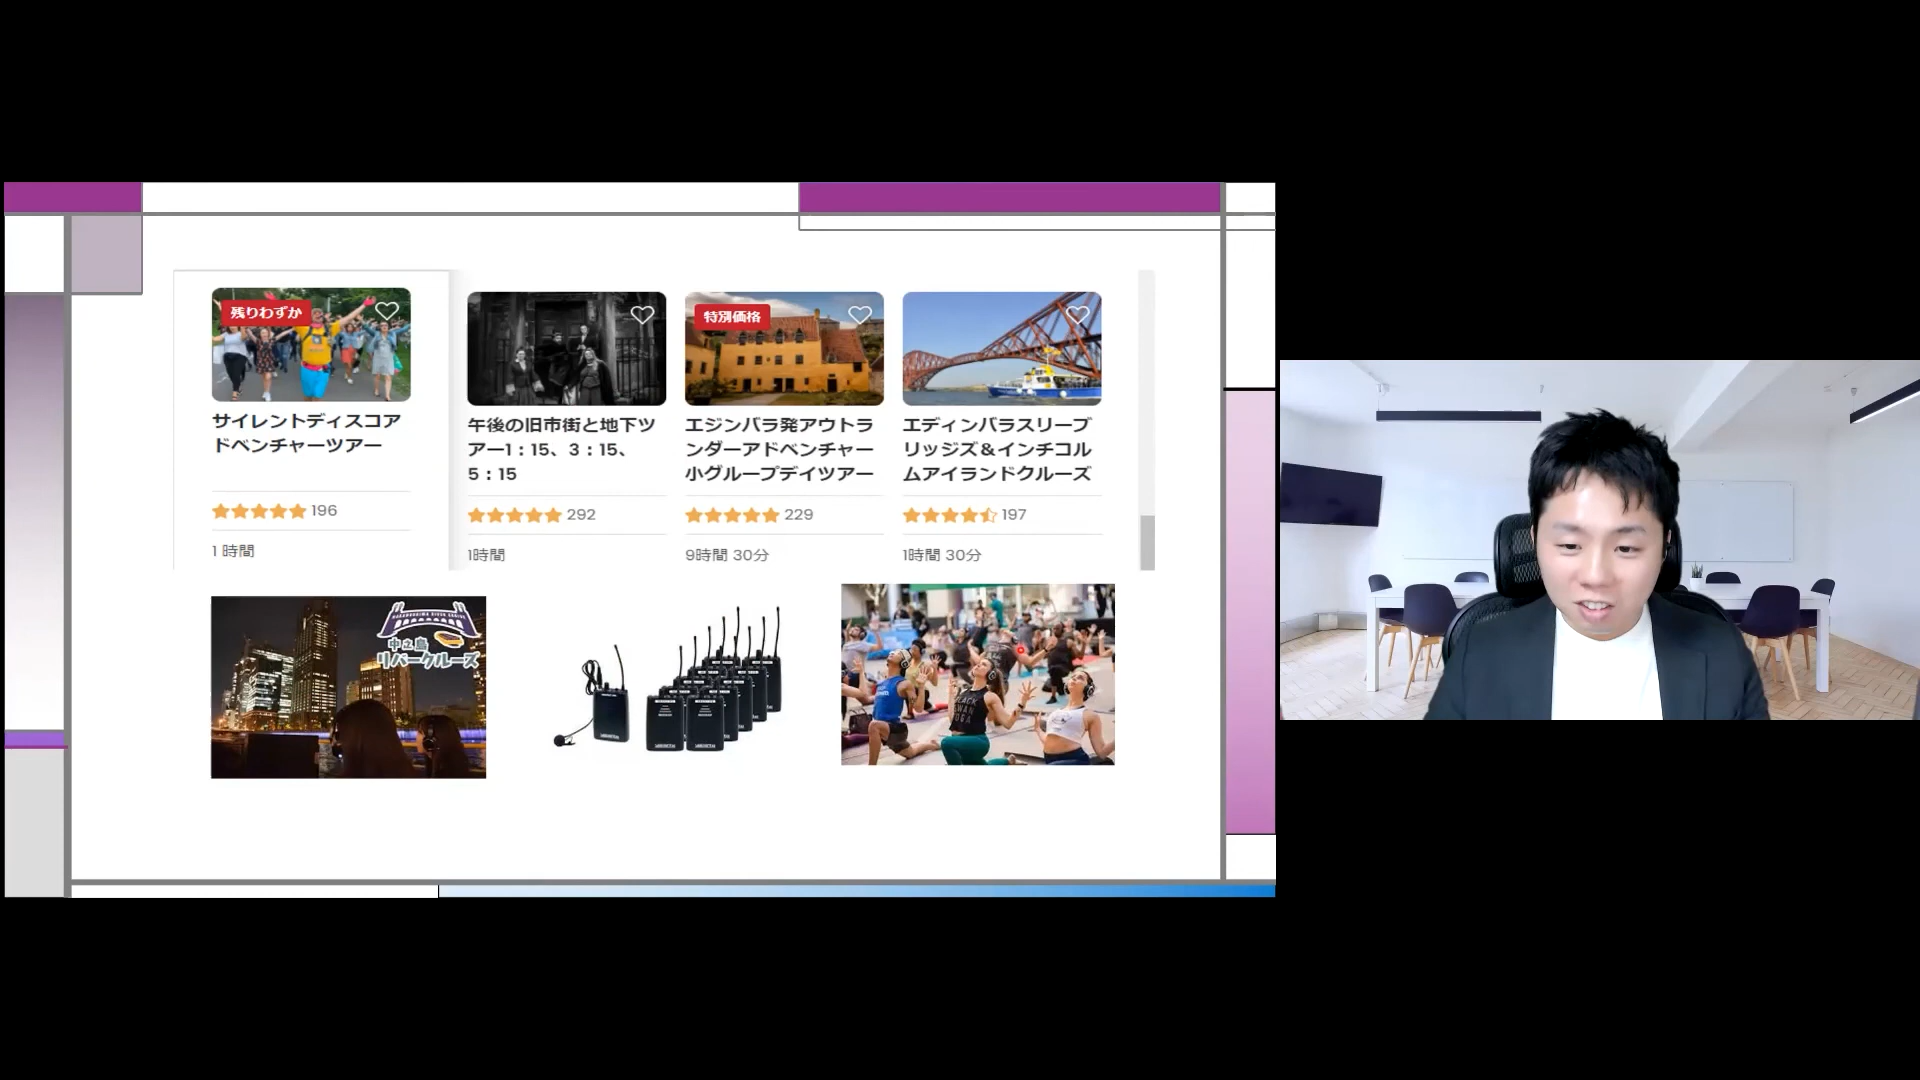 残りわずか
サイレントディスコア
ドベンチャーツアー
196
1 時間
午後の旧市街と地下ツ
アー1：15、3：15、
5：15
292
1時間
特別価格
エジンバラ発アウトラ
ンダーアドベンチャー
小グループデイツアー
229
9時間 30分
エディンバラスリーブ
リッジズ＆インチコル
ムアイランドクルーズ
197
1時間 30分
中之島
リバークルーズ
BLACK
SWAN
YOGA